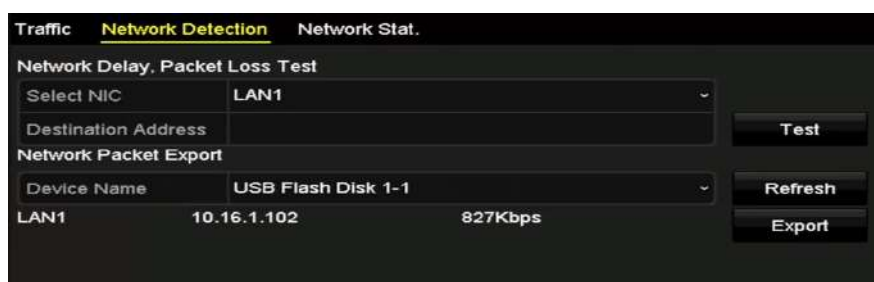 Traffic Network Detection Network Stat.
Network Delay, Packet Loss Test
Select NIC LAN1
Destination Address Test
Network Packet Export
Device Name USB Flash Disk 1-1 Refresh
LAN1 10.16.1.102 827Kbps Export